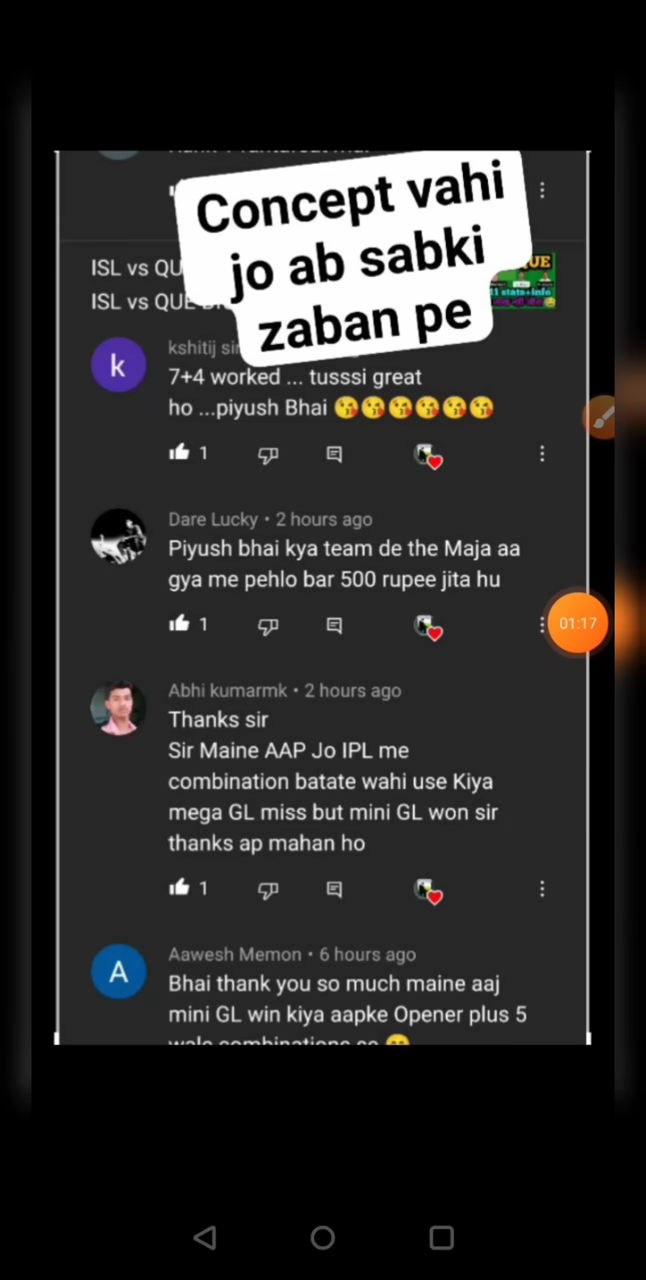 Concept vahi
jo ab sabki
zaban pe
ISL vs QU
ISL vs QUE
UE
11 stats+info
k
kshitij
7+4 worked ... tusssi great
ho ...piyush Bhai 😘😘😘😘😘😘
1
Dare Lucky • 2 hours ago
Piyush bhai kya team de the Maja aa
gya me pehlo bar 500 rupee jita hu
1
01:17
Abhi kumarmk • 2 hours ago
Thanks sir
Sir Maine AAP Jo IPL me
combination batate wahi use Kiya
mega GL miss but mini GL won sir
thanks ap mahan ho
1
A
Aawesh Memon • 6 hours ago
Bhai thank you so much maine aaj
mini GL win kiya aapke Opener plus 5